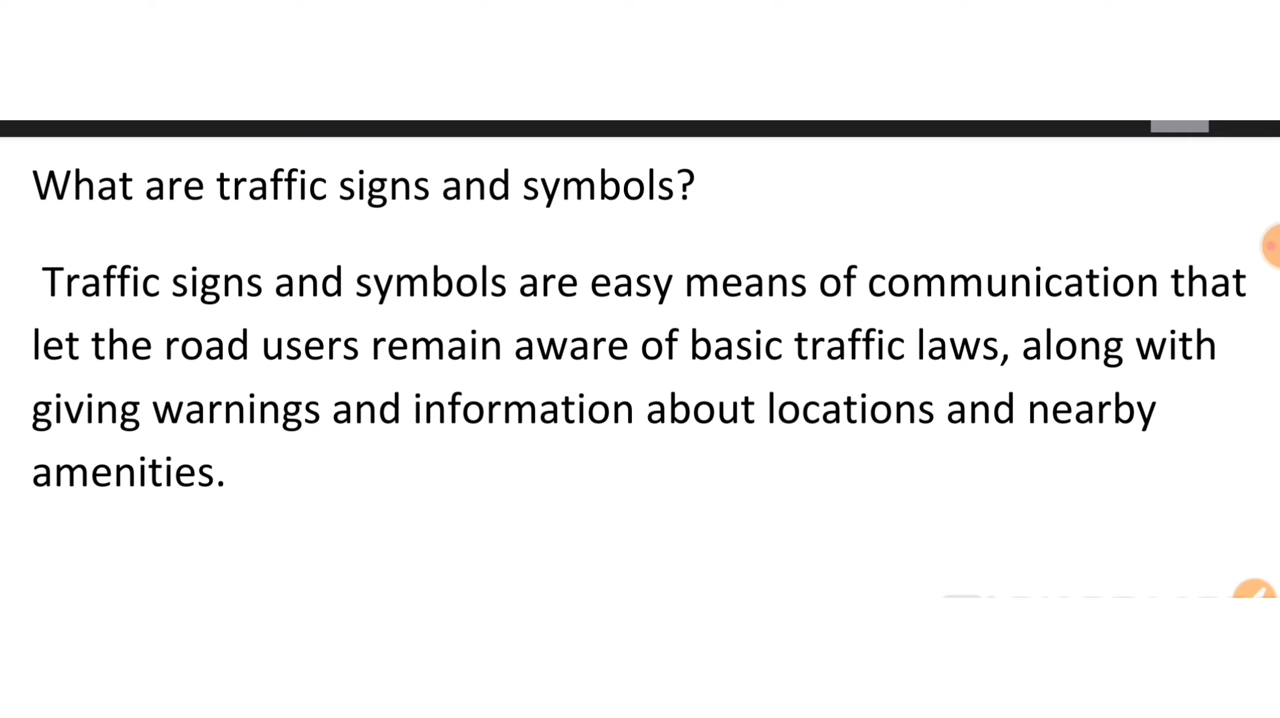 What are traffic signs and symbols?
Traffic signs and symbols are easy means of communication that
let the road users remain aware of basic traffic laws, along with
giving warnings and information about locations and nearby
amenities.